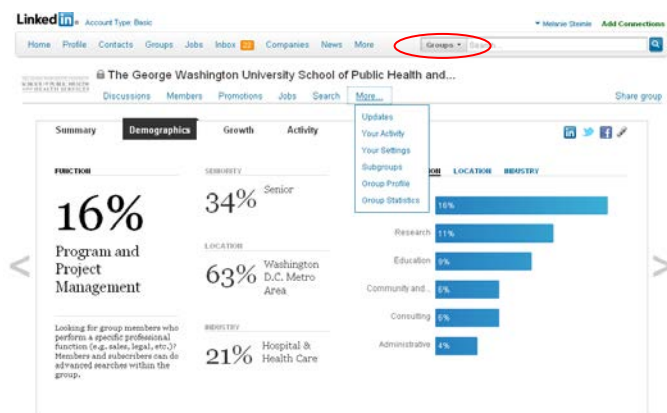 Linked in® Account Type: Basic
Melanie Steinie Add Connections
Home Profile Contacts Groups Jobs Inbox 22 Companies News More
Groups Search...
The George Washington University School of Public Health and...
Discussions Members Promotions Jobs Search More...
Share group
Updates
Your Activity
Your Settings
Subgroups
Group Profile
Group Statistics
Summary Demographics Growth Activity
FUNCTION
16%
Program and
Project
Management
Looking for group members who
perform a specific professional
function (e.g. sales, legal, etc.)?
Members and subscribers can do
advanced searches within the
group.
SENIORITY
34% Senior
LOCATION
63% Washington
D.C. Metro
Area
INDUSTRY
21% Hospital &
Health Care
LOCATION INDUSTRY
16%
Research 11%
Education 9%
Community and... 6%
Consulting 6%
Administrative 4%